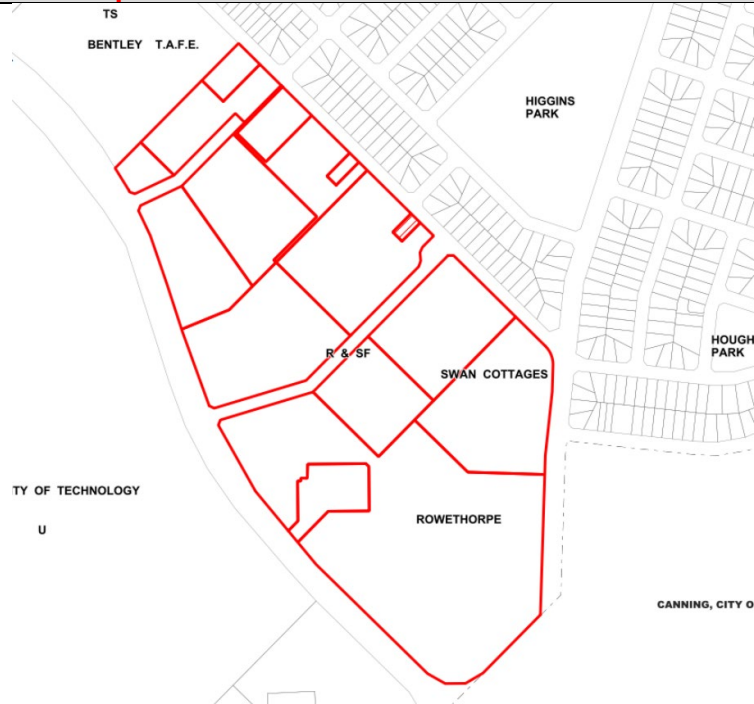 TS
BENTLEY T.A.F.E.
HIGGINS
PARK
R & SF
HOUGH
PARK
SWAN COTTAGES
TY OF TECHNOLOGY
ROWETHORPE
U
CANNING, CITY O